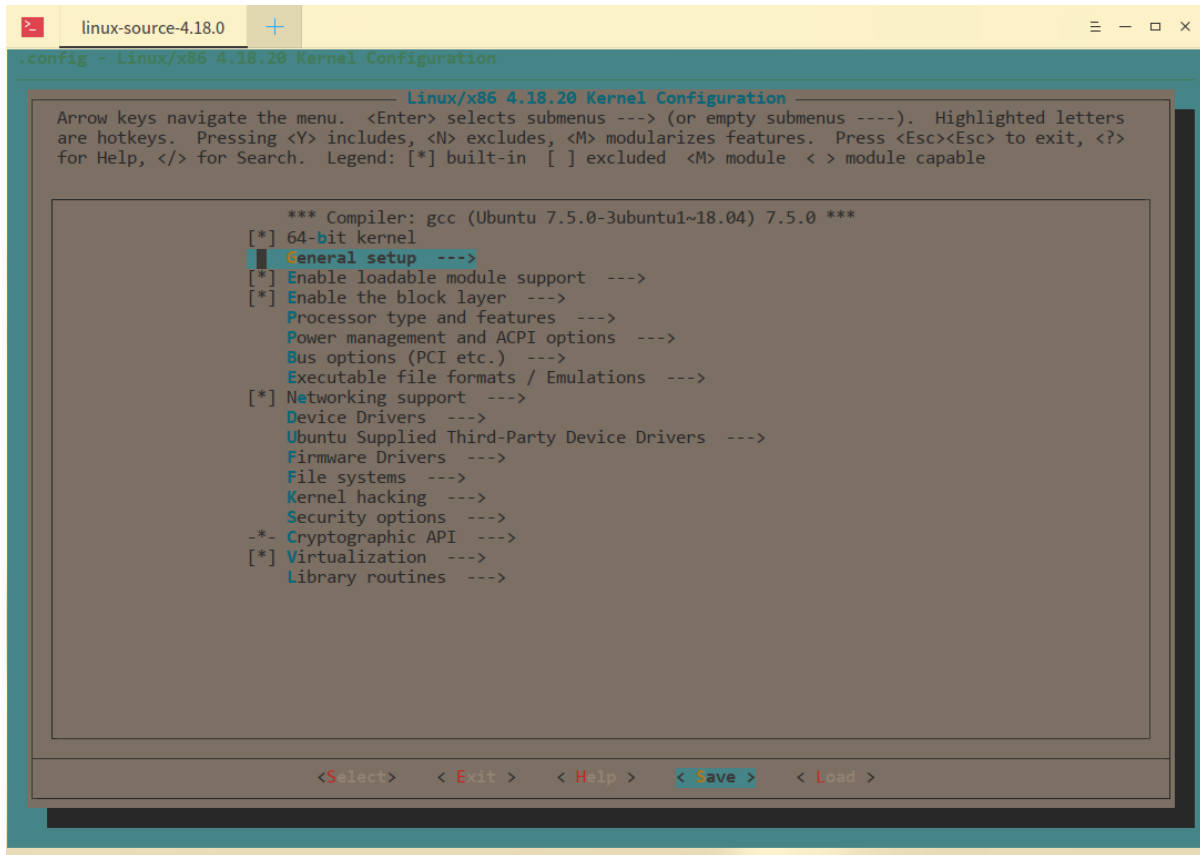 linux-source-4.18.0
.config - Linux/x86 4.18.20 Kernel Configuration
Linux/x86 4.18.20 Kernel Configuration
Arrow keys navigate the menu.  <Enter> selects submenus ---> (or empty submenus ----).  Highlighted letters
are hotkeys.  Pressing <Y> includes, <N> excludes, <M> modularizes features.  Press <Esc><Esc> to exit, <?>
for Help, </> for Search.  Legend: [*] built-in  [ ] excluded  <M> module  < > module capable
*** Compiler: gcc (Ubuntu 7.5.0-3ubuntu1~18.04) 7.5.0 ***
[*] 64-bit kernel
General setup  --->
[*] Enable loadable module support  --->
[*] Enable the block layer  --->
Processor type and features  --->
Power management and ACPI options  --->
Bus options (PCI etc.)  --->
Executable file formats / Emulations  --->
[*] Networking support  --->
Device Drivers  --->
Ubuntu Supplied Third-Party Device Drivers  --->
Firmware Drivers  --->
File systems  --->
Kernel hacking  --->
Security options  --->
-*- Cryptographic API  --->
[*] Virtualization  --->
Library routines  --->
<Select>    < Exit >    < Help >    < Save >    < Load >